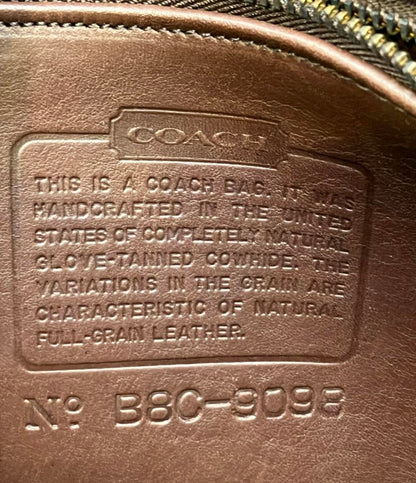 COACH
THIS IS A COACH BAG. IT WAS
HANDCRAFTED IN THE UNITED
STATES OF COMPLETELY NATURAL
GLOVE-TANNED COWHIDE. THE
VARIATIONS IN THE GRAIN ARE
CHARACTERISTIC OF NATURAL
FULL-GRAIN LEATHER.
Nº B8C-9098